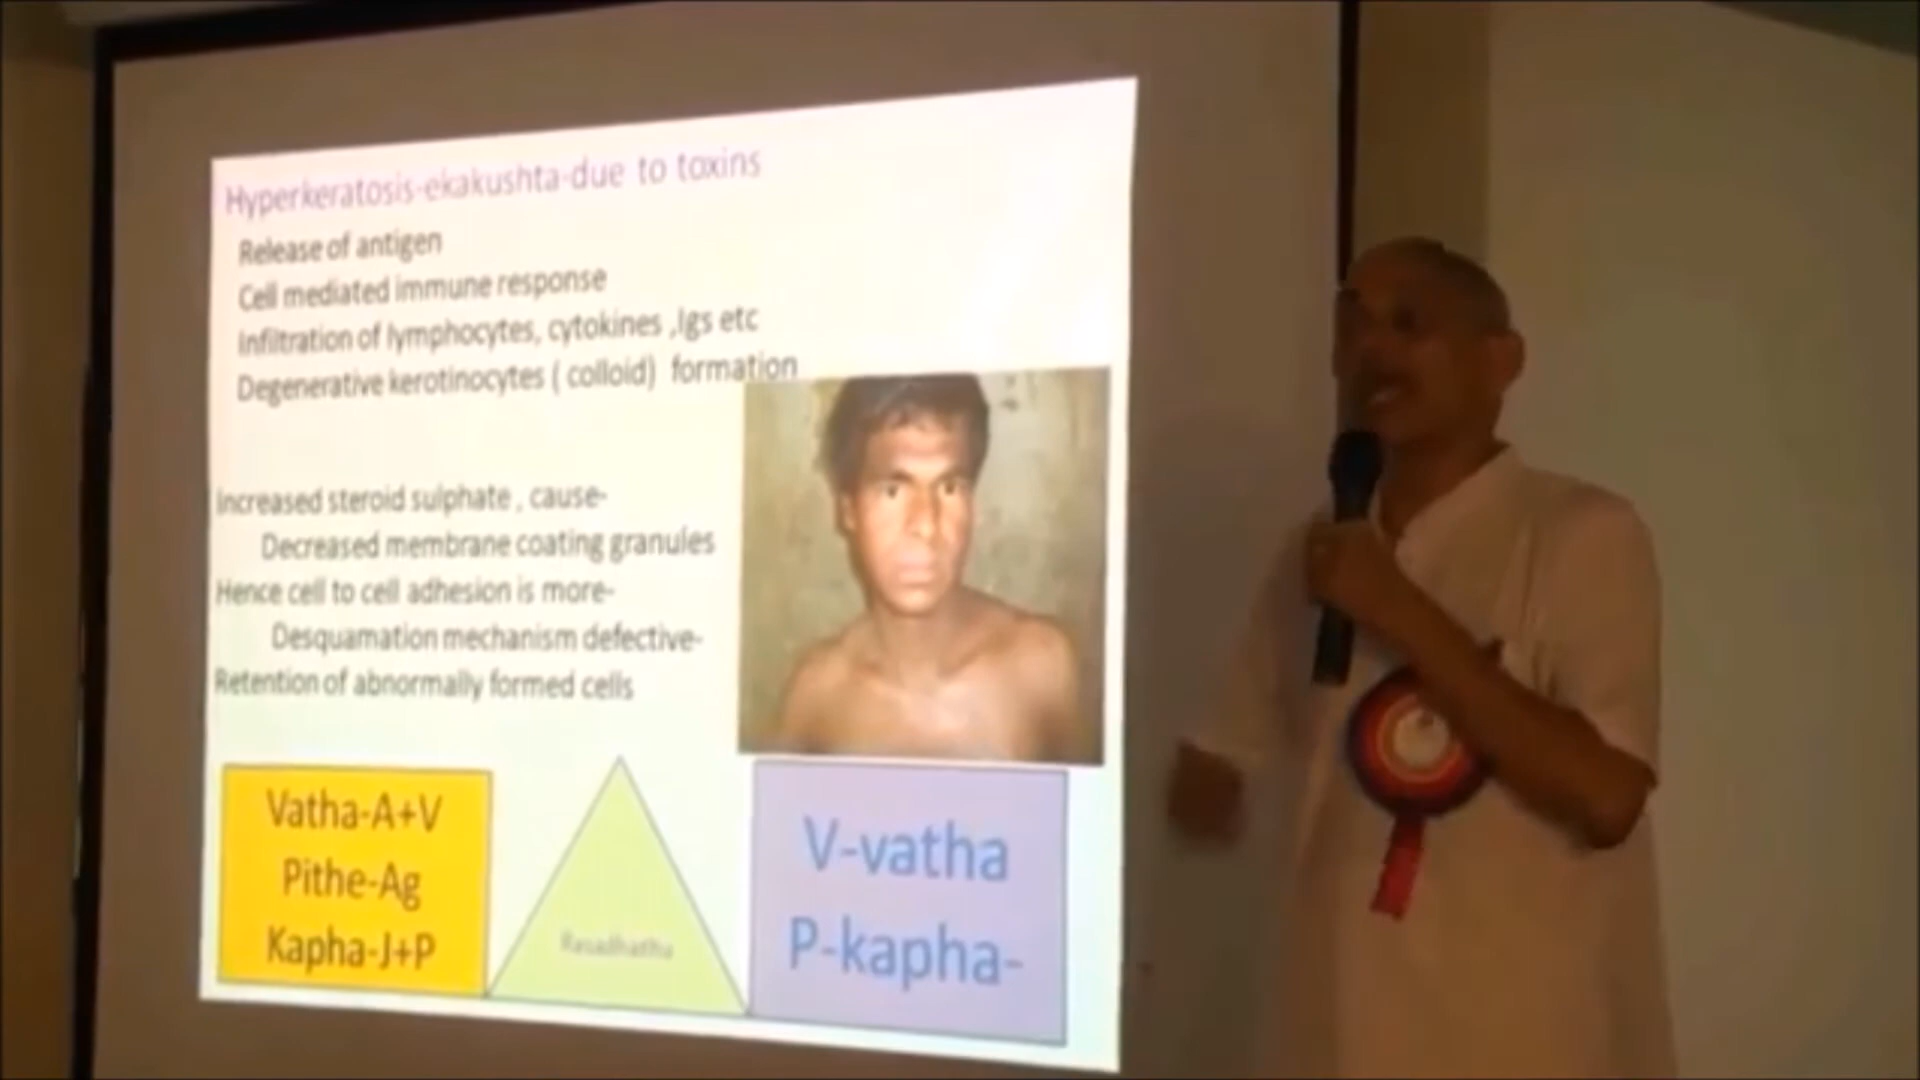 Hyperkeratosis-ekakushta-due to toxins
Release of antigen
Cell mediated immune response
Infiltration of lymphocytes, cytokines ,Igs etc
Degenerative kerotinocytes ( colloid) formation
Increased steroid sulphate , cause-
Decreased membrane coating granules
Hence cell to cell adhesion is more-
Desquamation mechanism defective-
Retention of abnormally formed cells
Vatha-A+V
Pithe-Ag
Kapha-J+P
Rasadhathu
V-vatha
P-kapha-